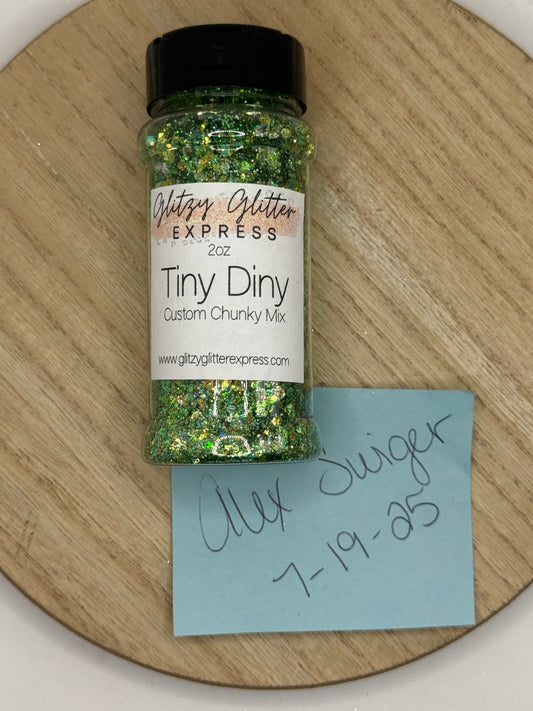 Glitzy Glitter
EXPRESS
2oz
Tiny Diny
Custom Chunky Mix
www.glitzyglitterexpress.com
Alex Swiger
7-19-25